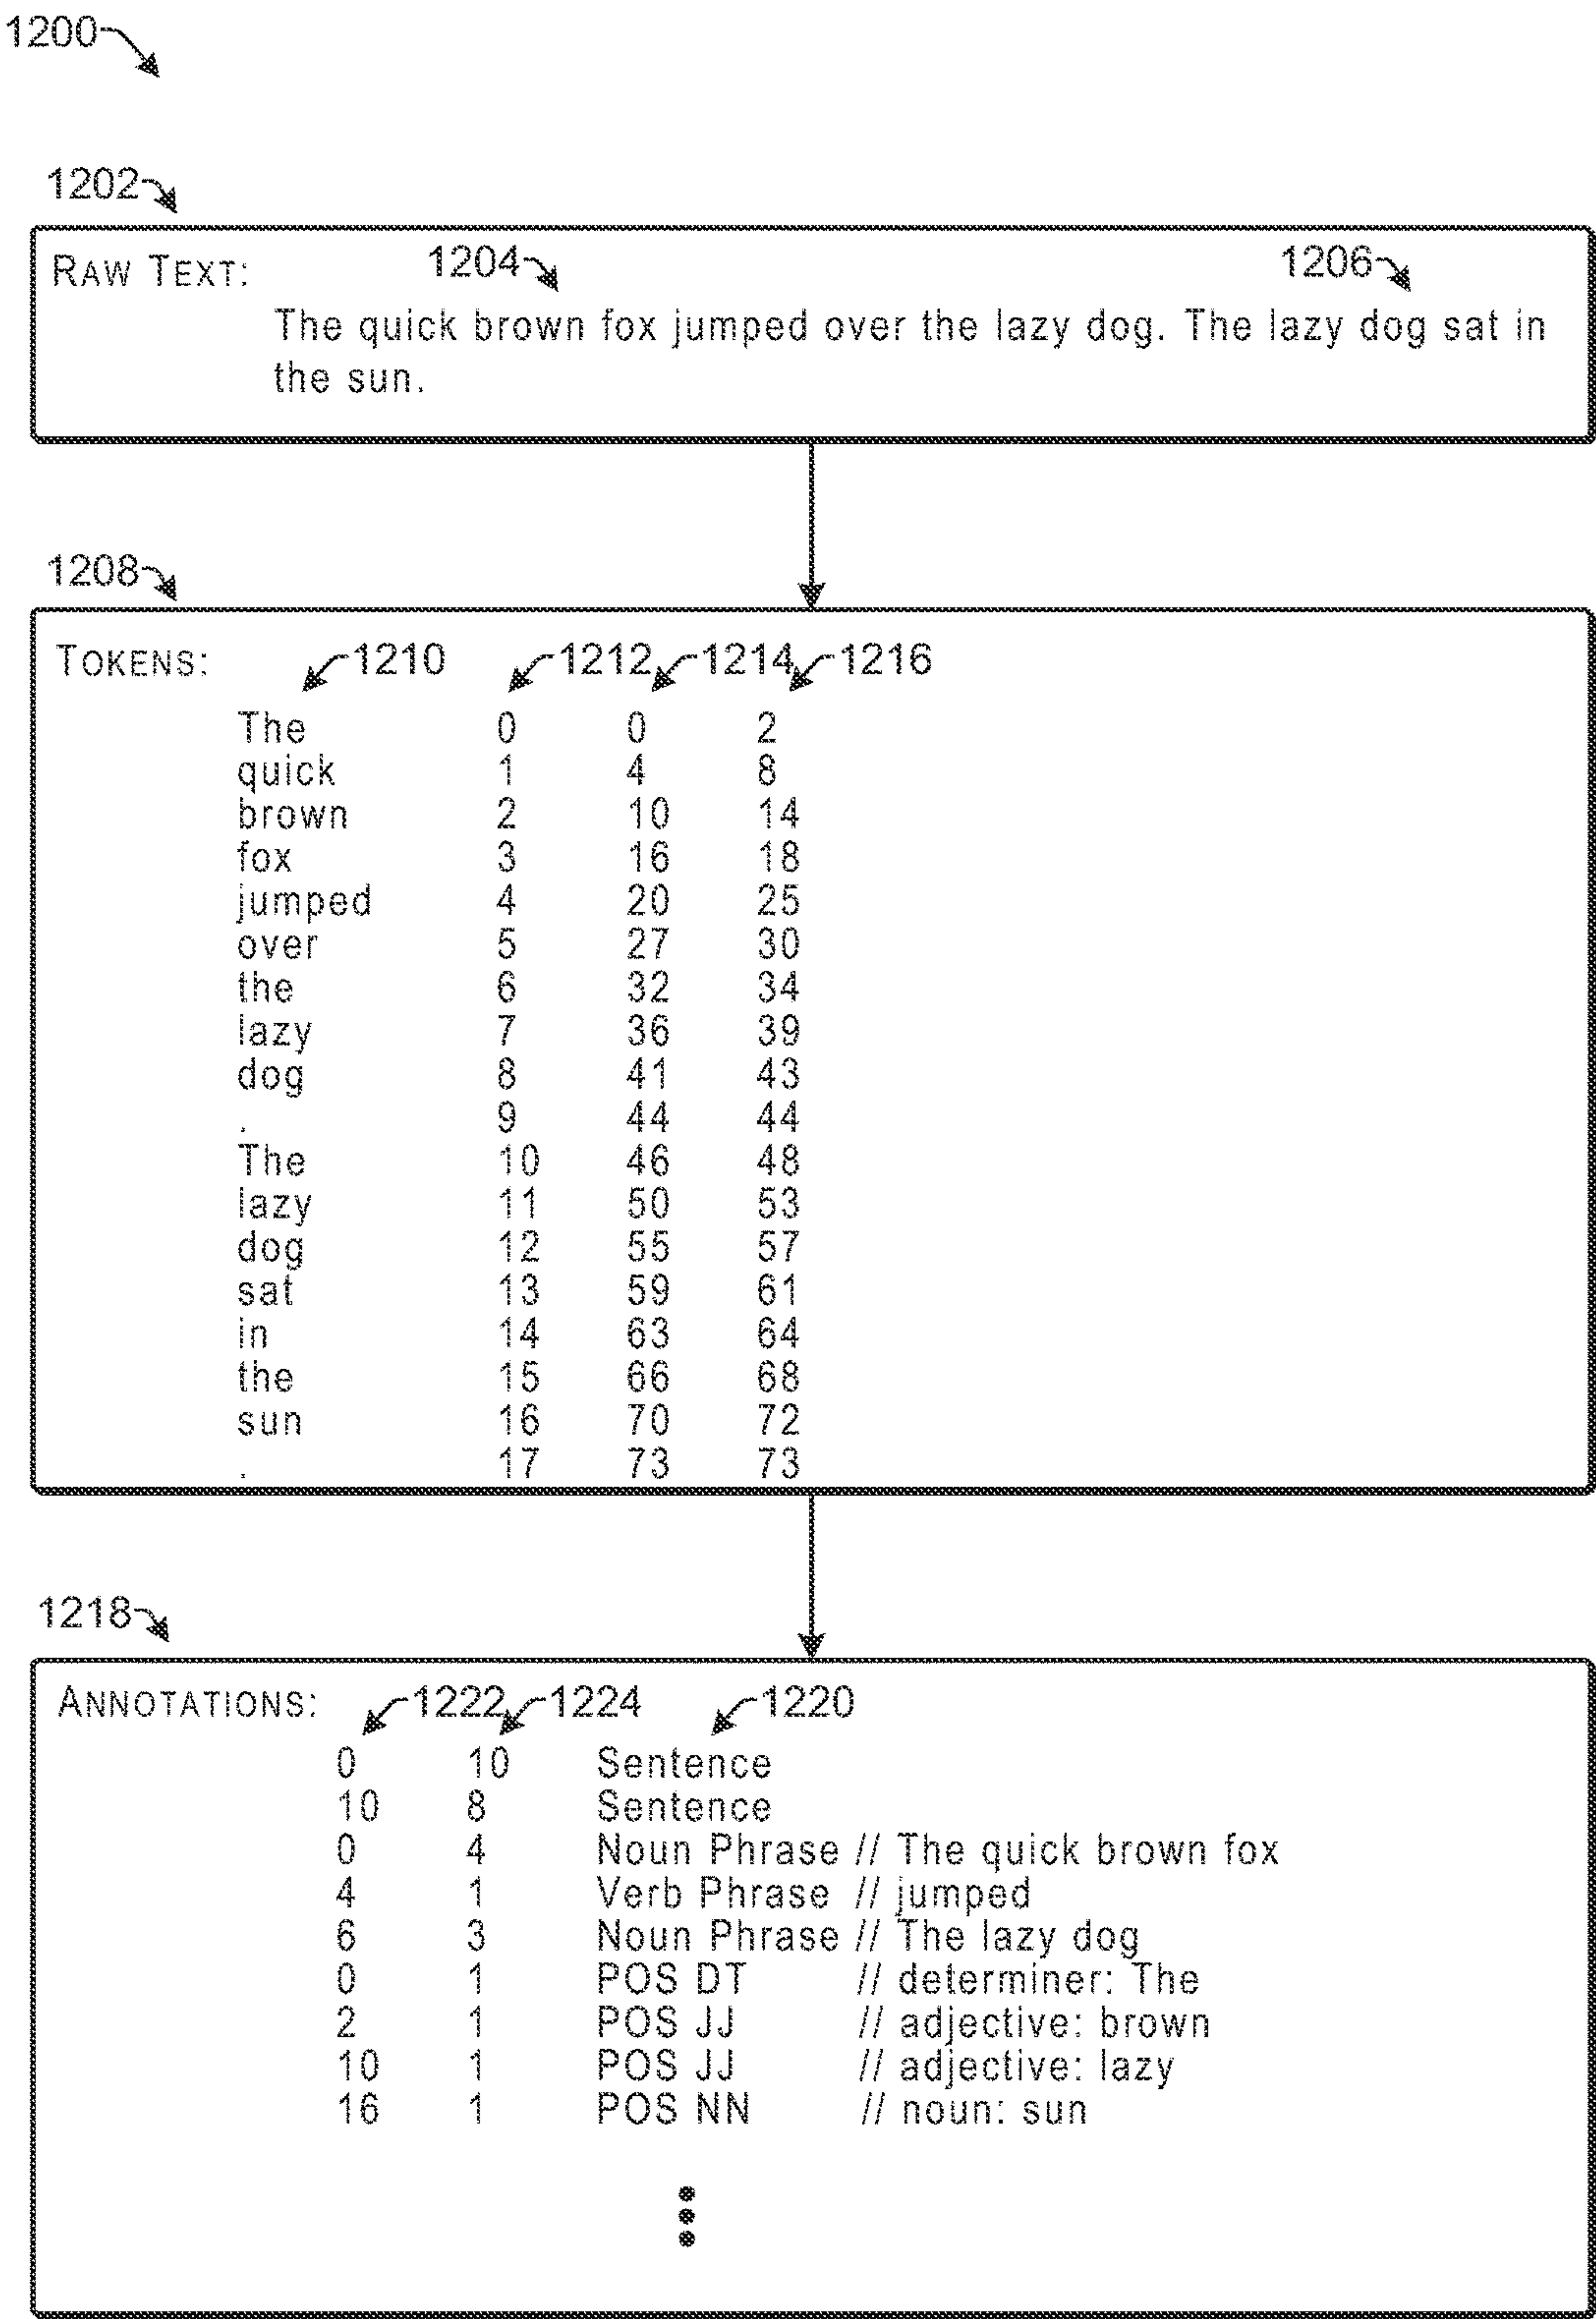 1200
1202
RAW TEXT: 1204 1206
The quick brown fox jumped over the lazy dog. The lazy dog sat in
the sun.
1208
TOKENS: 1210 1212 1214 1216
The 0 0 2
quick 1 4 8
brown 2 10 14
fox 3 16 18
jumped 4 20 25
over 5 27 30
the 6 32 34
lazy 7 36 39
dog 8 41 43
. 9 44 44
The 10 46 48
lazy 11 50 53
dog 12 55 57
sat 13 59 61
in 14 63 64
the 15 66 68
sun 16 70 72
. 17 73 73
1218
ANNOTATIONS: 1222 1224 1220
0 10 Sentence
10 8 Sentence
0 4 Noun Phrase // The quick brown fox
4 1 Verb Phrase // jumped
6 3 Noun Phrase // The lazy dog
0 1 POS DT // determiner: The
2 1 POS JJ // adjective: brown
10 1 POS JJ // adjective: lazy
16 1 POS NN // noun: sun